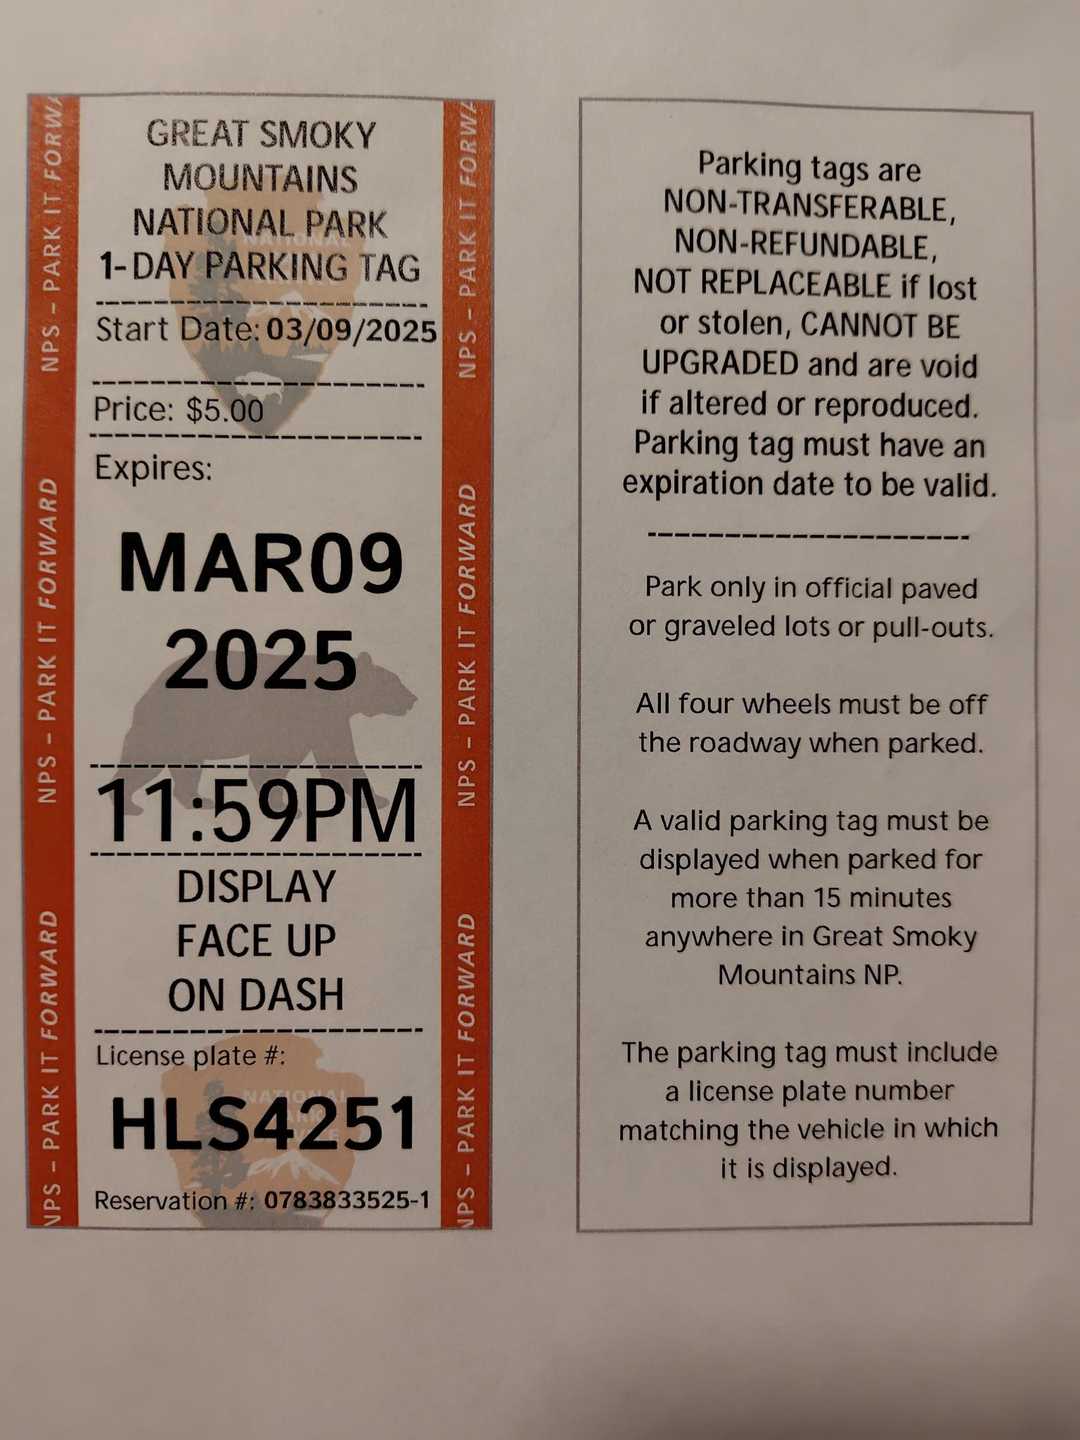 GREAT SMOKY
MOUNTAINS
NATIONAL PARK
1-DAY PARKING TAG
Start Date: 03/09/2025
Price: $5.00
Expires:
MAR09
2025
11:59PM
DISPLAY
FACE UP
ON DASH
License plate #:
HLS4251
Reservation #: 0783833525-1
NPS – PARK IT FORWA
NPS – PARK IT FORWARD
NPS – PARK IT FORWARD
NPS – PARK IT FORWA
NPS – PARK IT FORWARD
NPS – PARK IT FORWARD
NATIONAL
NATIONAL
Parking tags are
NON-TRANSFERABLE,
NON-REFUNDABLE,
NOT REPLACEABLE if lost
or stolen, CANNOT BE
UPGRADED and are void
if altered or reproduced.
Parking tag must have an
expiration date to be valid.
Park only in official paved
or graveled lots or pull-outs.
All four wheels must be off
the roadway when parked.
A valid parking tag must be
displayed when parked for
more than 15 minutes
anywhere in Great Smoky
Mountains NP.
The parking tag must include
a license plate number
matching the vehicle in which
it is displayed.